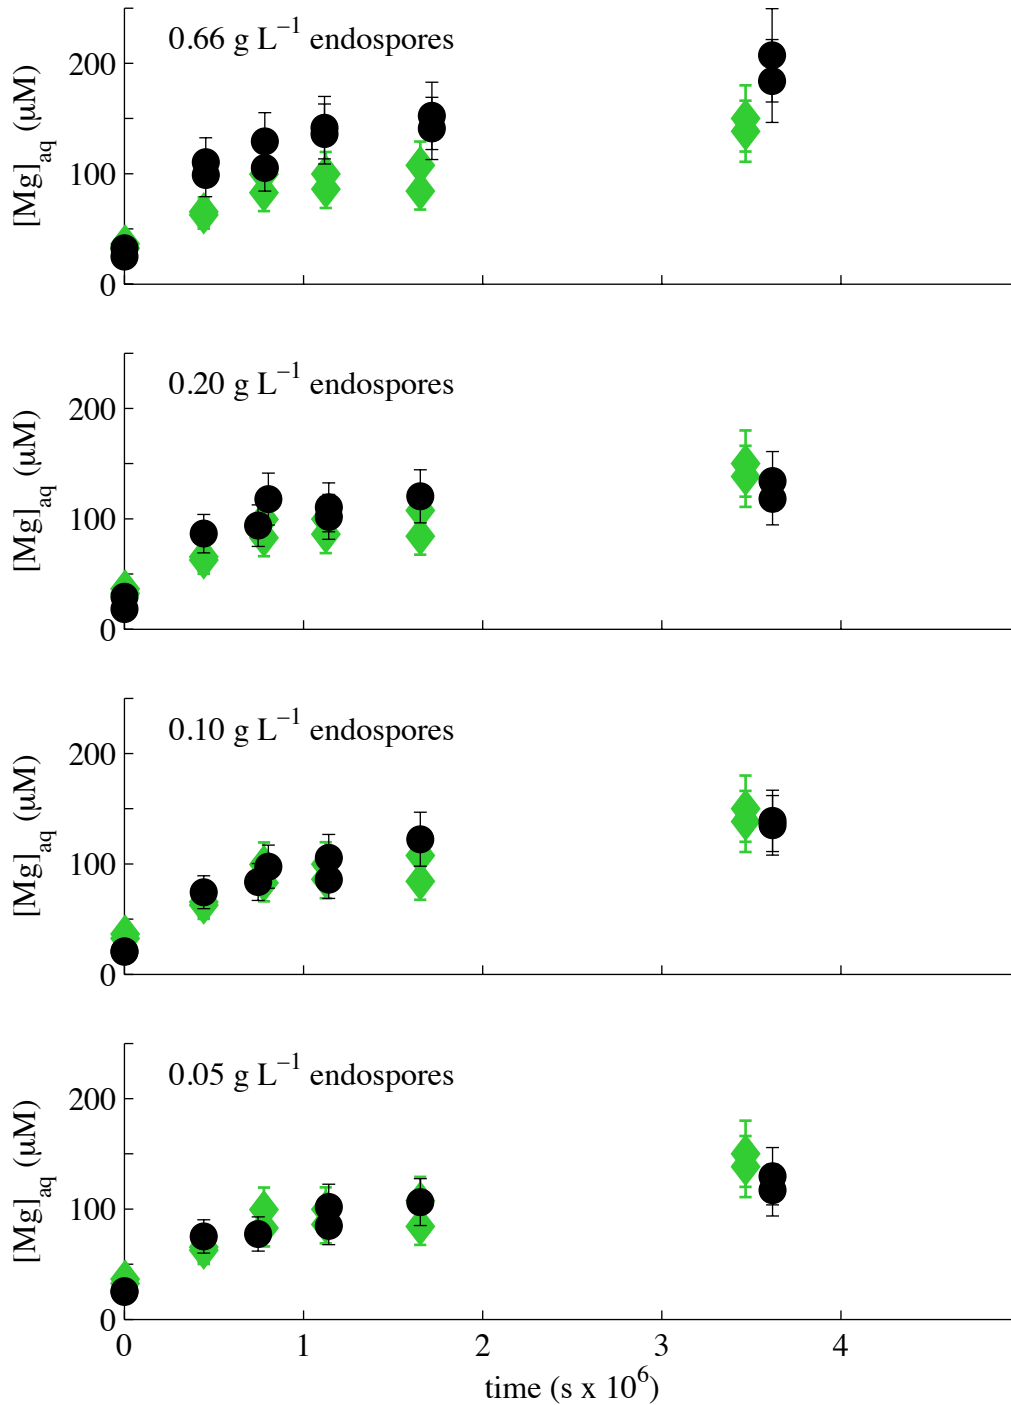 0.66 g L⁻¹ endospores
200
100
0
[Mg]aq (µM)
0.20 g L⁻¹ endospores
200
100
0
[Mg]aq (µM)
0.10 g L⁻¹ endospores
200
100
0
[Mg]aq (µM)
0.05 g L⁻¹ endospores
200
100
0
[Mg]aq (µM)
0 1 2 3 4
time (s x 10⁶)